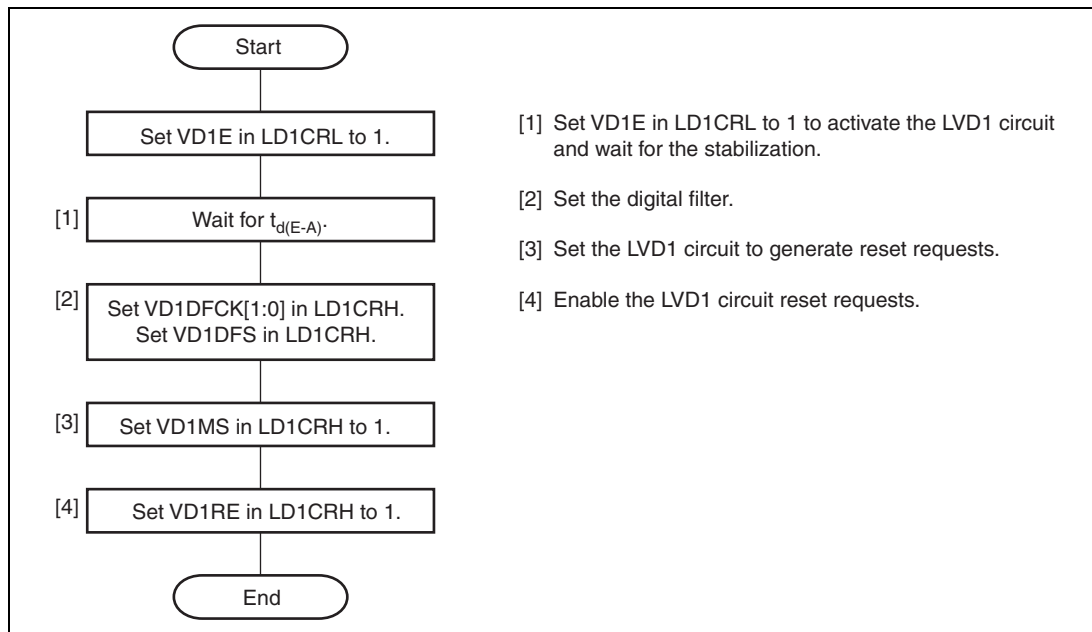 Start
Set VD1E in LD1CRL to 1.
[1] Wait for td(E-A).
[2] Set VD1DFCK[1:0] in LD1CRH.
Set VD1DFS in LD1CRH.
[3] Set VD1MS in LD1CRH to 1.
[4] Set VD1RE in LD1CRH to 1.
End
[1] Set VD1E in LD1CRL to 1 to activate the LVD1 circuit
and wait for the stabilization.
[2] Set the digital filter.
[3] Set the LVD1 circuit to generate reset requests.
[4] Enable the LVD1 circuit reset requests.